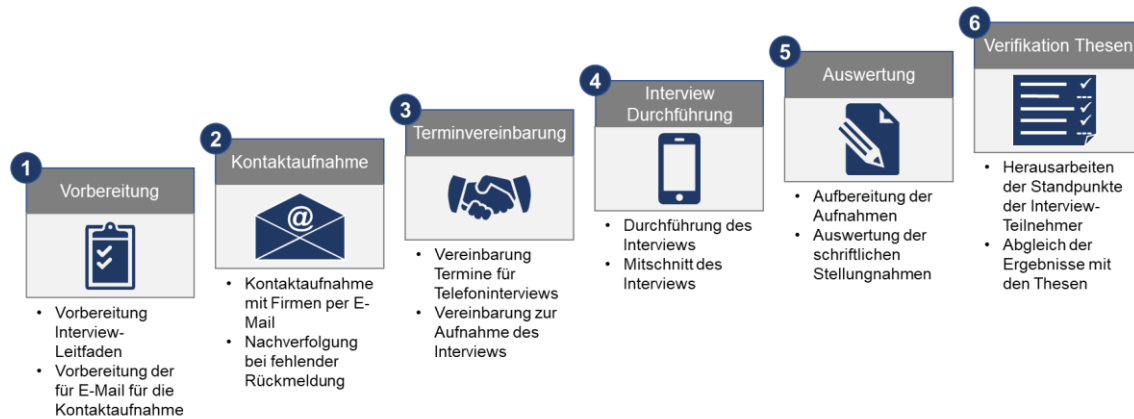 1
Vorbereitung
• Vorbereitung
Interview-
Leitfaden
• Vorbereitung der
für E-Mail für die
Kontaktaufnahme
2
Kontaktaufnahme
@
• Kontaktaufnahme
mit Firmen per E-
Mail
• Nachverfolgung
bei fehlender
Rückmeldung
3
Terminvereinbarung
• Vereinbarung
Termine für
Telefoninterviews
• Vereinbarung zur
Aufnahme des
Interviews
4
Interview
Durchführung
• Durchführung des
Interviews
• Mitschnitt des
Interviews
5
Auswertung
• Aufbereitung der
Aufnahmen
• Auswertung der
schriftlichen
Stellungnahmen
6
Verifikation Thesen
• Herausarbeiten
der Standpunkte
der Interview-
Teilnehmer
• Abgleich der
Ergebnisse mit
den Thesen